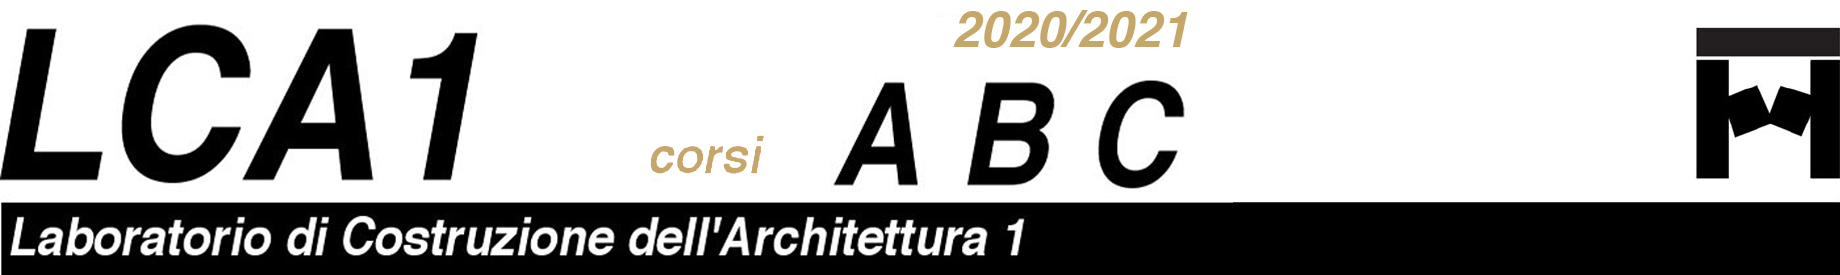 LCA1
2020/2021
corsi
A B C
Laboratorio di Costruzione dell'Architettura 1